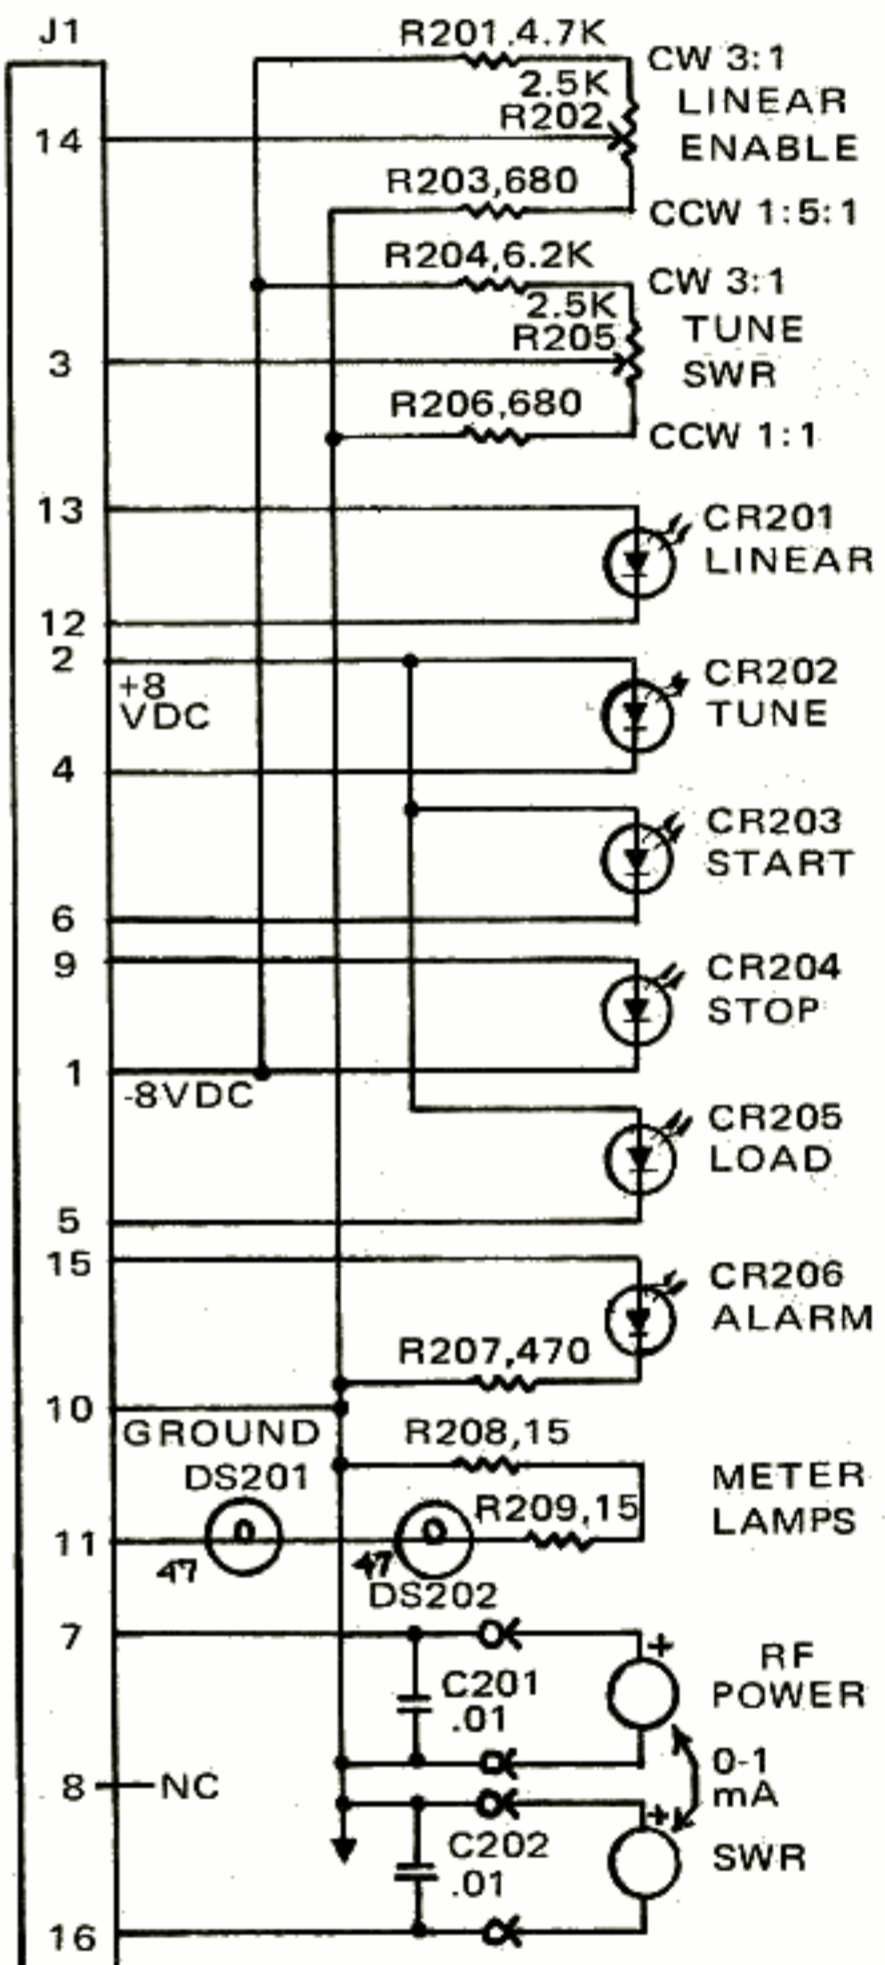 J1
R201.4.7K
CW 3:1
2.5K
LINEAR
R202
14
ENABLE
R203,680
CCW 1:5:1
R204,6.2K
CW 3:1
2.5K
TUNE
R205
3
SWR
R206,680
CCW 1:1
13
CR201
LINEAR
12
2
CR202
+8
VDC
TUNE
4
CR203
START
6
9
CR204
STOP
1
-8VDC
CR205
LOAD
5
15
CR206
ALARM
R207,470
10
GROUND
R208,15
DS201
METER
R209,15
LAMPS
11
47
47
DS202
7
+
RF
C201
POWER
.01
0-1
8
NC
mA
+
C202
SWR
.01
16